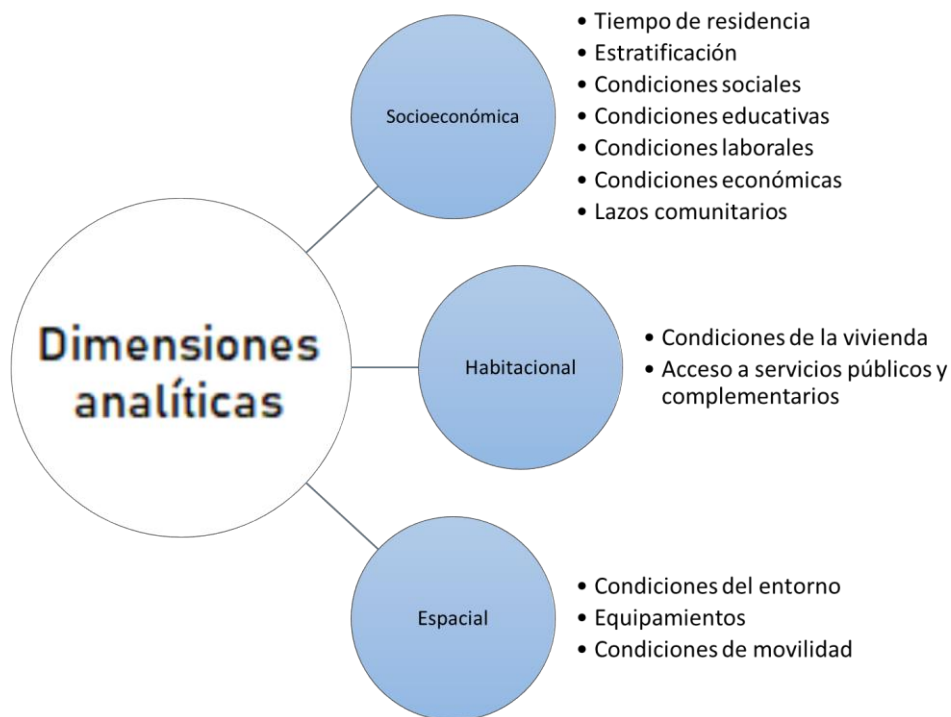 Dimensiones
analíticas
Socioeconómica
• Tiempo de residencia
• Estratificación
• Condiciones sociales
• Condiciones educativas
• Condiciones laborales
• Condiciones económicas
• Lazos comunitarios
Habitacional
• Condiciones de la vivienda
• Acceso a servicios públicos y
complementarios
Espacial
• Condiciones del entorno
• Equipamientos
• Condiciones de movilidad